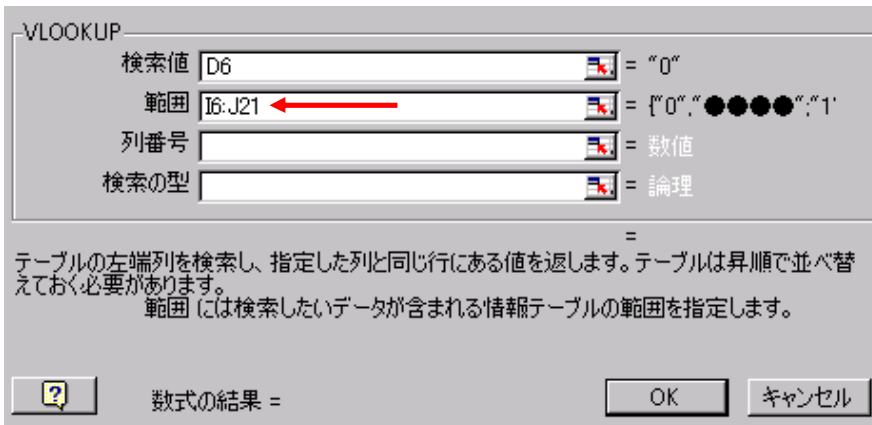 VLOOKUP
検索値 D6 = "0"
範囲 I6:J21 = {"0","●●●●";"1"
列番号 = 数値
検索の型 = 論理
=
テーブルの左端列を検索し、指定した列と同じ行にある値を返します。テーブルは昇順で並べ替
えておく必要があります。
範囲 には検索したいデータが含まれる情報テーブルの範囲を指定します。
?
数式の結果 =
OK
キャンセル